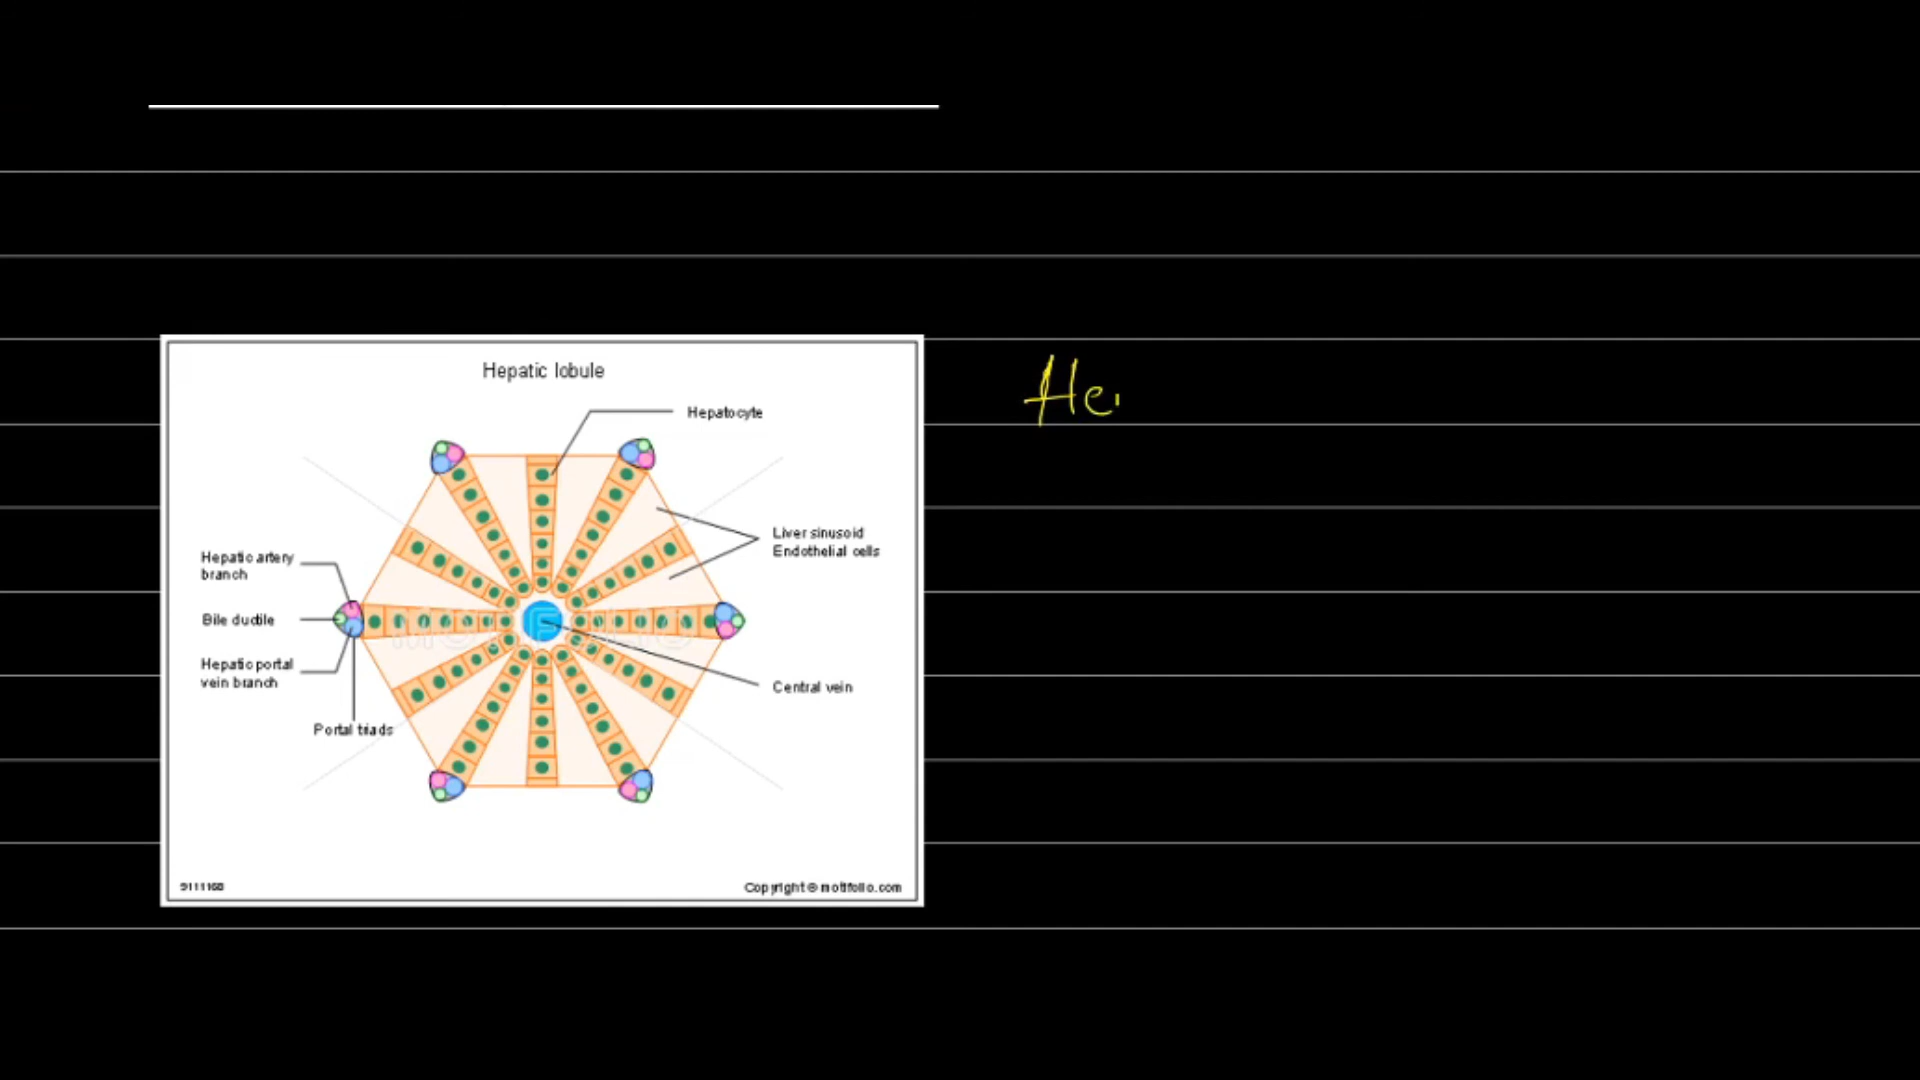 Hepatic lobule
Hepatocyte
He
Liver sinusoid
Endothelial cells
Hepatic artery
branch
Bile ductile
Hepatic portal
vein branch
Central vein
Portal triads
9111168
Copyright © motifolio.com